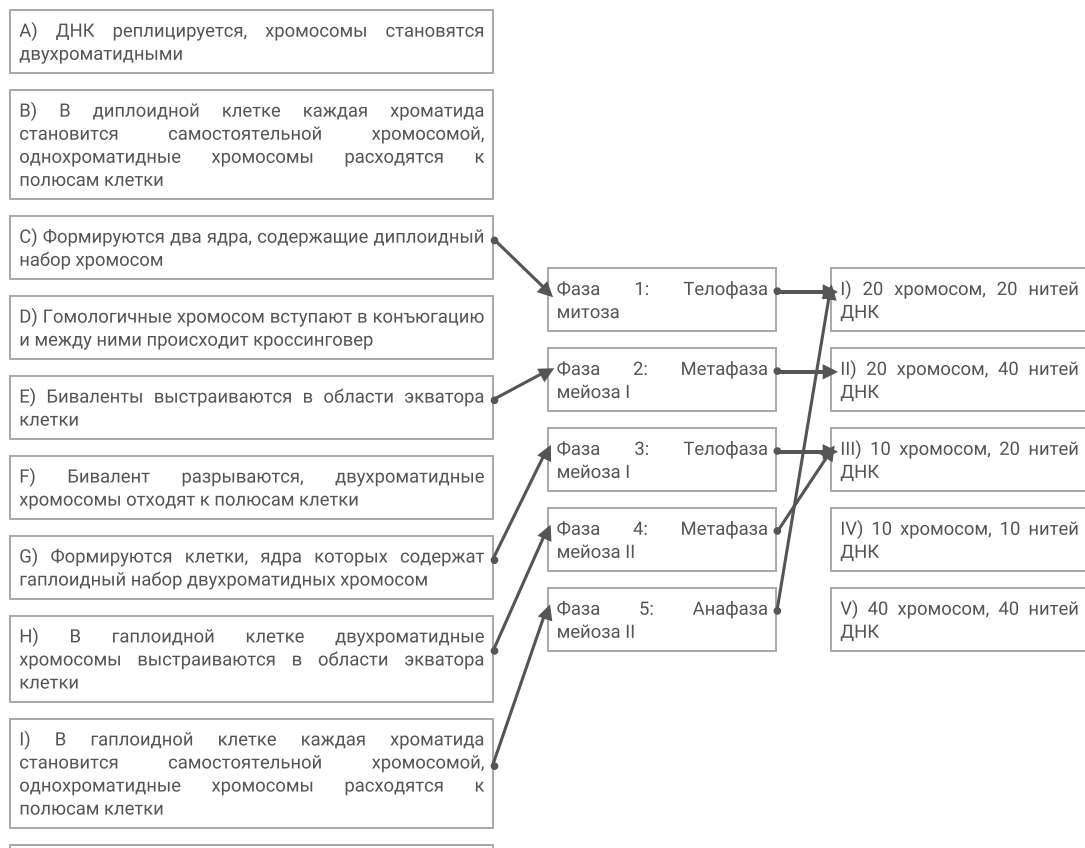 A) ДНК реплицируется, хромосомы становятся
двухроматидными
B) В диплоидной клетке каждая хроматида
становится самостоятельной хромосомой,
однохроматидные хромосомы расходятся к
полюсам клетки
C) Формируются два ядра, содержащие диплоидный
набор хромосом
D) Гомологичные хромосом вступают в конъюгацию
и между ними происходит кроссинговер
E) Биваленты выстраиваются в области экватора
клетки
F) Бивалент разрываются, двухроматидные
хромосомы отходят к полюсам клетки
G) Формируются клетки, ядра которых содержат
гаплоидный набор двухроматидных хромосом
H) В гаплоидной клетке двухроматидные
хромосомы выстраиваются в области экватора
клетки
I) В гаплоидной клетке каждая хроматида
становится самостоятельной хромосомой,
однохроматидные хромосомы расходятся к
полюсам клетки
Фаза 1: Телофаза
митоза
Фаза 2: Метафаза
мейоза I
Фаза 3: Телофаза
мейоза I
Фаза 4: Метафаза
мейоза II
Фаза 5: Анафаза
мейоза II
I) 20 хромосом, 20 нитей
ДНК
II) 20 хромосом, 40 нитей
ДНК
III) 10 хромосом, 20 нитей
ДНК
IV) 10 хромосом, 10 нитей
ДНК
V) 40 хромосом, 40 нитей
ДНК